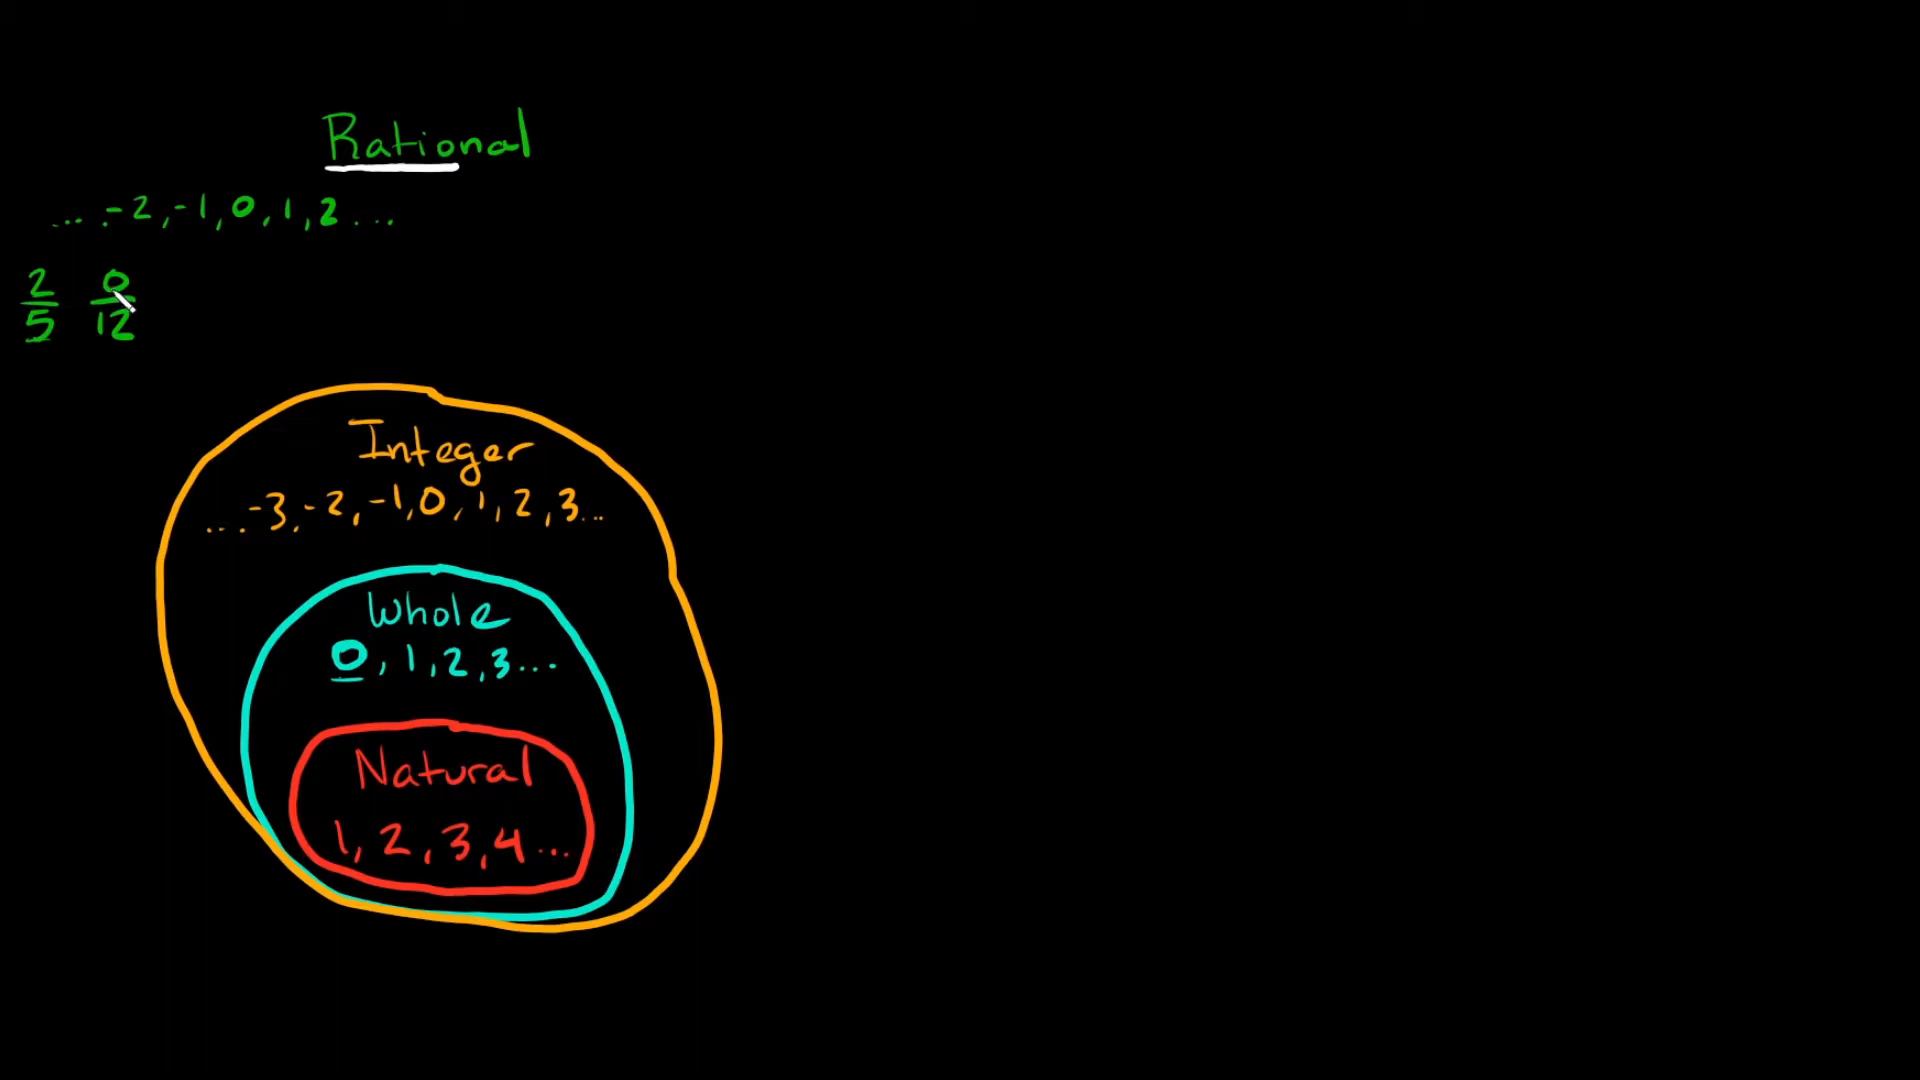 Rational
... -2, -1, 0, 1, 2 ...
2/5 0/12
Integer
... -3, -2, -1, 0, 1, 2, 3...
Whole
0, 1, 2, 3...
Natural
1, 2, 3, 4...